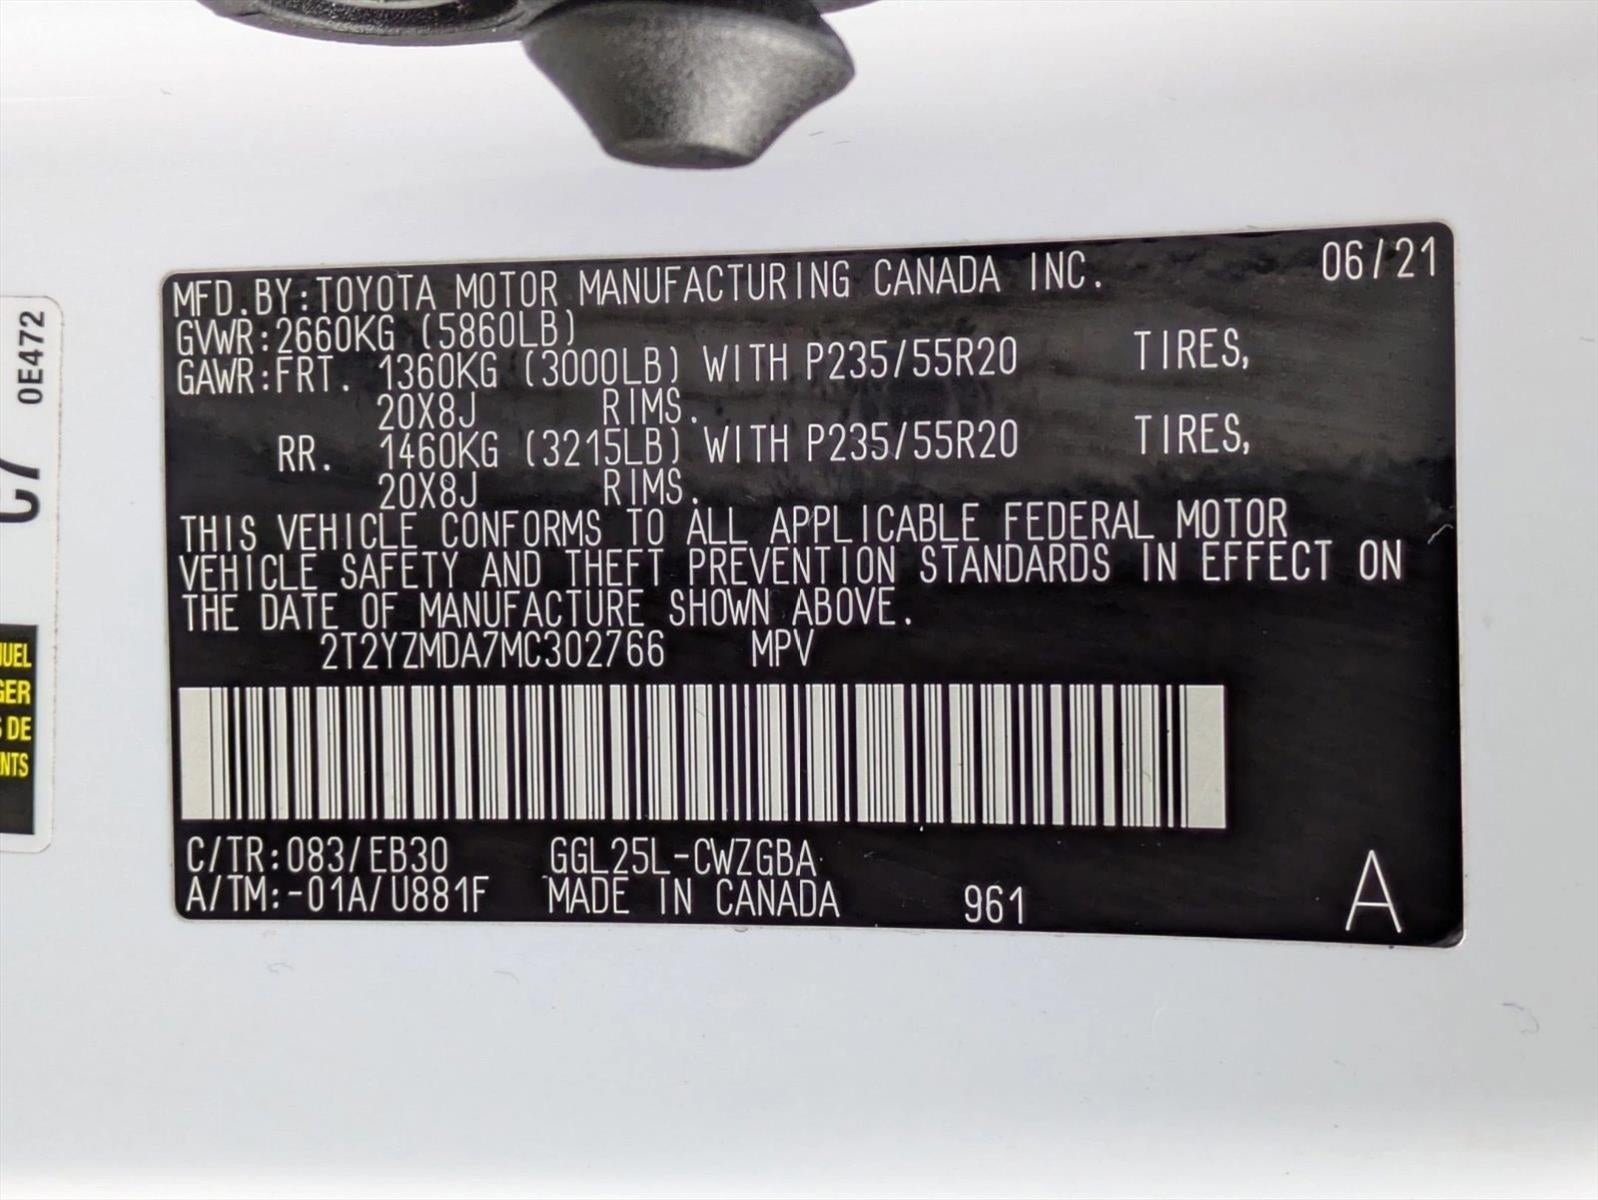 MFD.BY:TOYOTA MOTOR MANUFACTURING CANADA INC. 06/21
GVWR:2660KG (5860LB)
GAWR:FRT. 1360KG (3000LB) WITH P235/55R20 TIRES,
20X8J RIMS.
RR. 1460KG (3215LB) WITH P235/55R20 TIRES,
20X8J RIMS.
THIS VEHICLE CONFORMS TO ALL APPLICABLE FEDERAL MOTOR
VEHICLE SAFETY AND THEFT PREVENTION STANDARDS IN EFFECT ON
THE DATE OF MANUFACTURE SHOWN ABOVE.
2T2YZMDA7MC302766 MPV
C/TR:083/EB30 GGL25L-CWZGBA
A/TM:-01A/U881F MADE IN CANADA 961 A
0E472
C7
DE